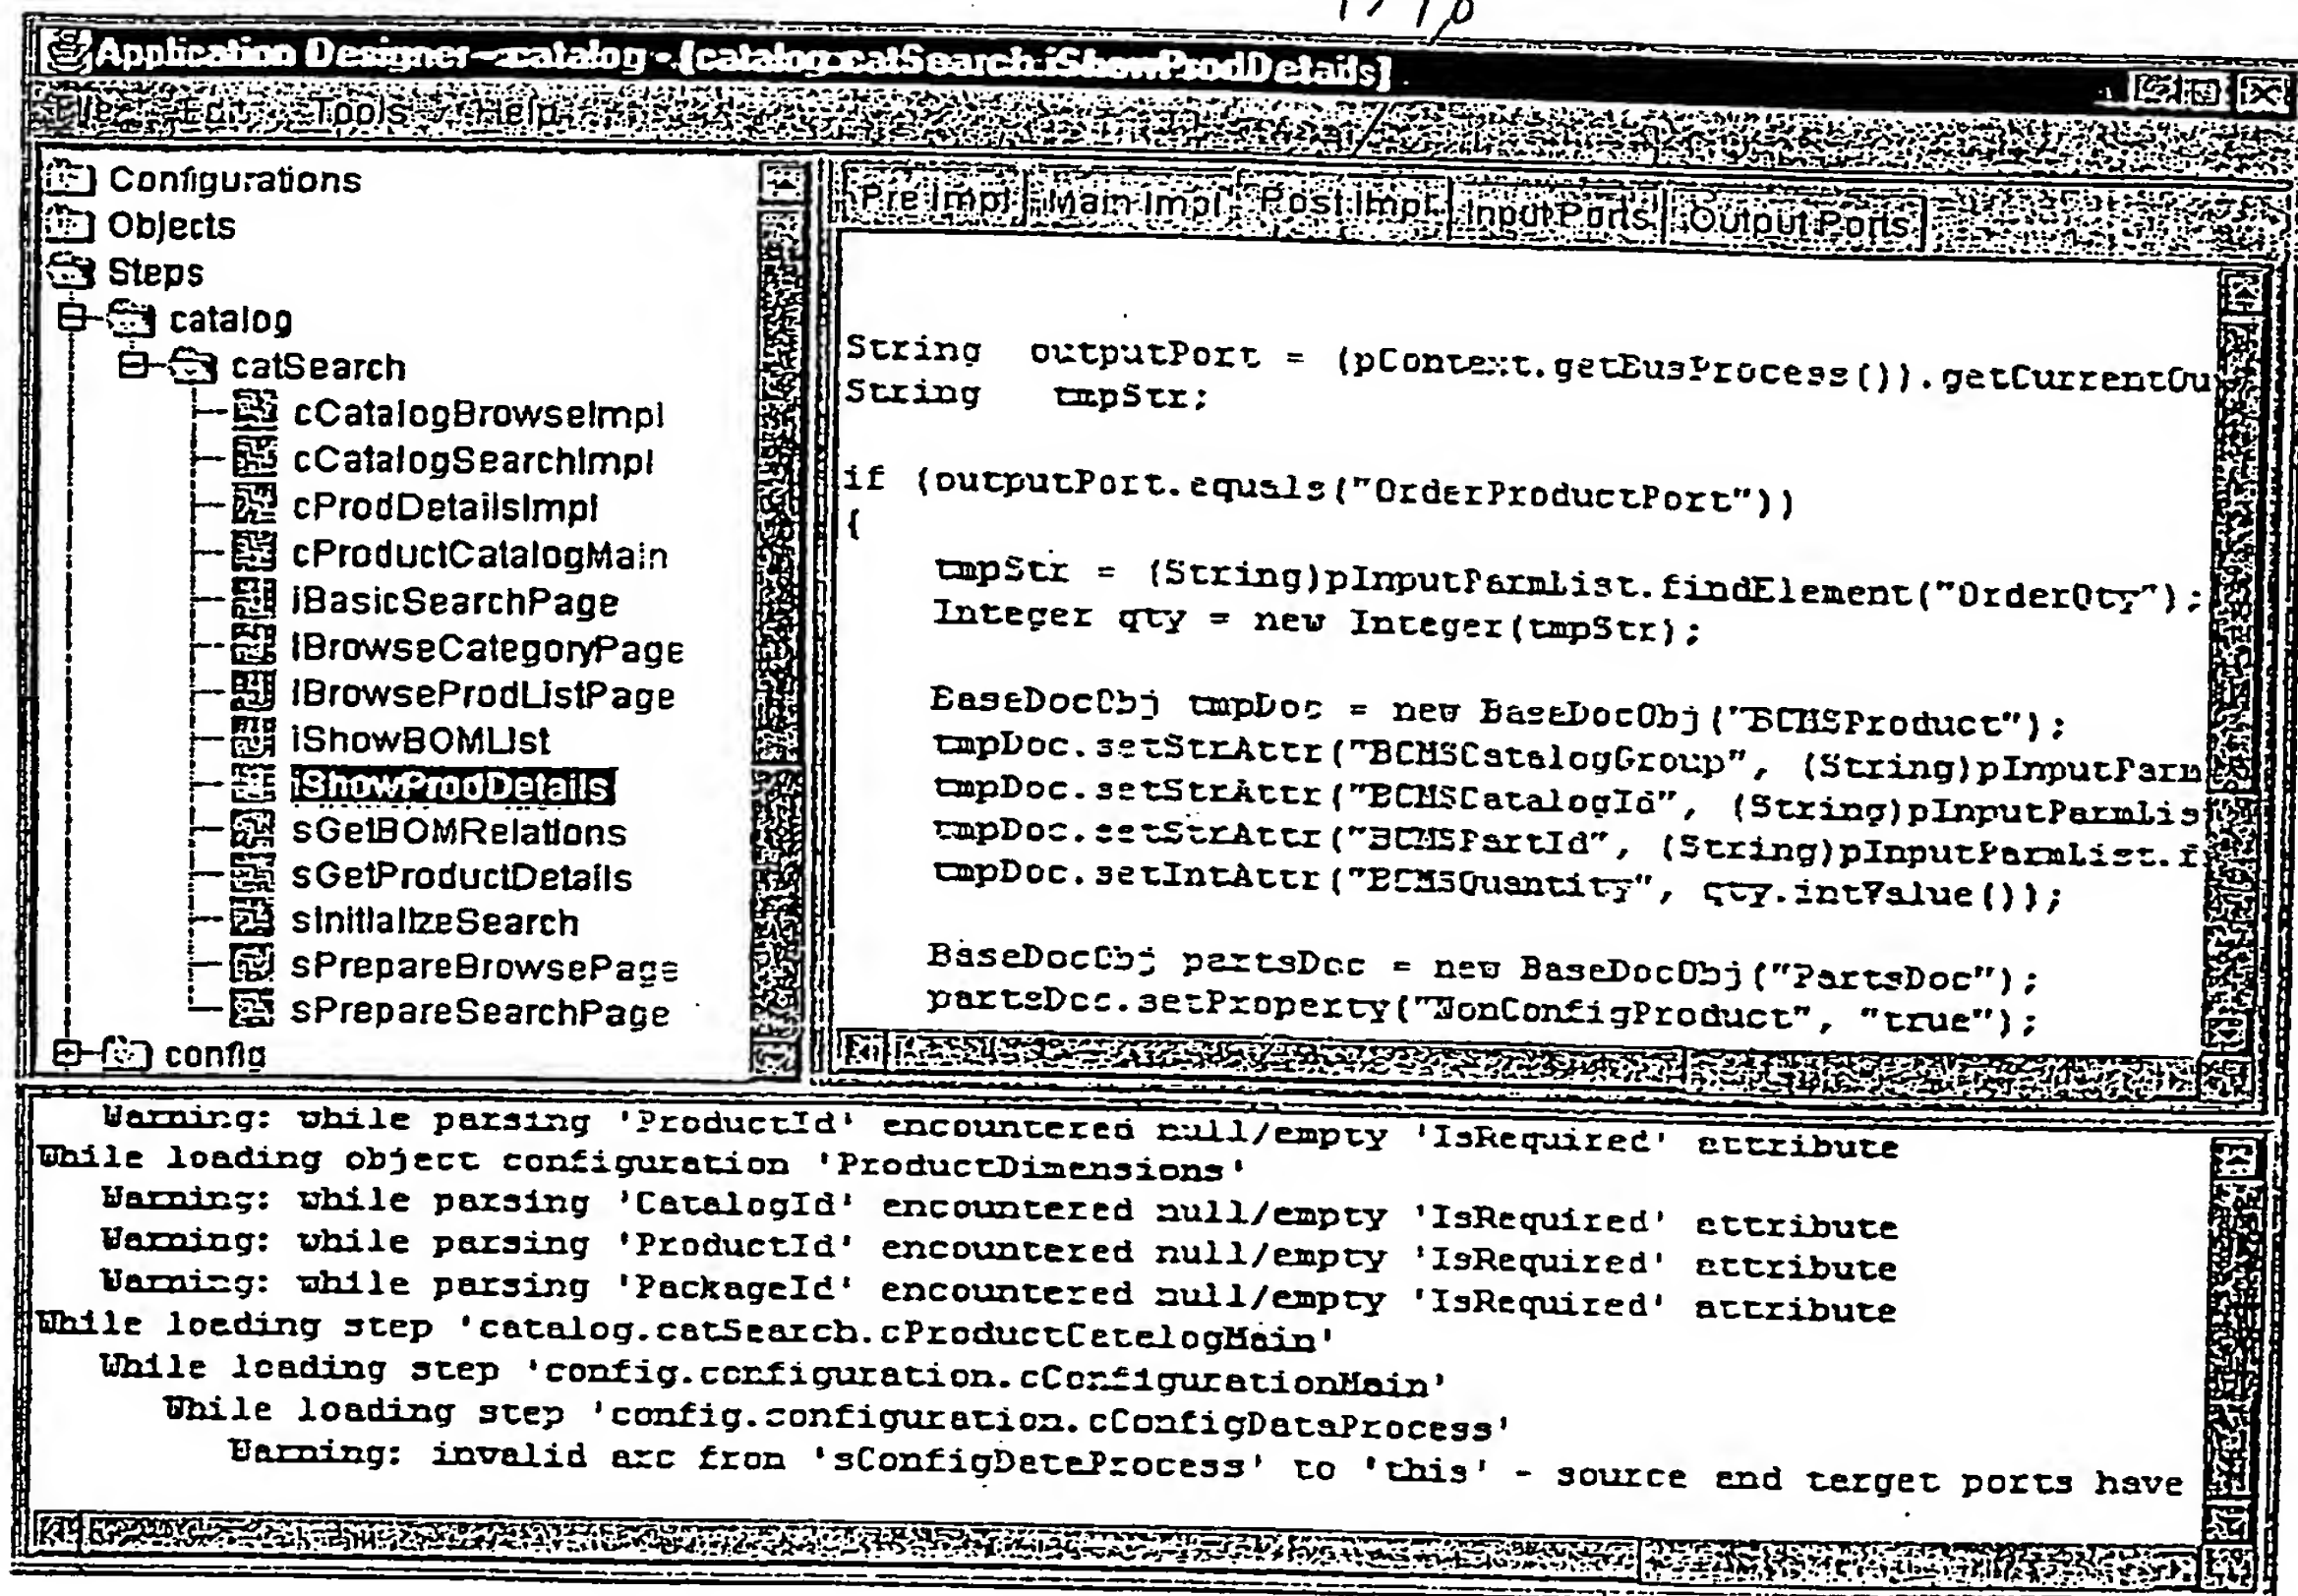 Application Designer - catalog - [catalog.catSearch.iShowProdDetails]
Edit Tools Help
Configurations
Objects
Steps
catalog
catSearch
cCatalogBrowseImpl
cCatalogSearchImpl
cProdDetailsImpl
cProductCatalogMain
iBasicSearchPage
iBrowseCategoryPage
iBrowseProdListPage
iShowBOMList
iShowProdDetails
sGetBOMRelations
sGetProductDetails
sInitializeSearch
sPrepareBrowsePage
sPrepareSearchPage
config
Pre Impl Main Impl Post Impl Input Ports Output Ports
String outputPort = (pContext.getBusProcess()).getCurrentOu
String tmpStr;
if (outputPort.equals("OrderProductPort"))
{
tmpStr = (String)pInputParmList.findElement("OrderQty");
Integer qty = new Integer(tmpStr);
BaseDocObj tmpDoc = new BaseDocObj("BCMSProduct");
tmpDoc.setStrAttr("BCMSCatalogGroup", (String)pInputParm
tmpDoc.setStrAttr("BCMSCatalogId", (String)pInputParmLis
tmpDoc.setStrAttr("BCMSPartId", (String)pInputParmList.f
tmpDoc.setIntAttr("BCMSQuantity", qty.intValue());
BaseDocObj partsDoc = new BaseDocObj("PartsDoc");
partsDoc.setProperty("NonConfigProduct", "true");
Warning: while parsing 'ProductId' encountered null/empty 'IsRequired' attribute
While loading object configuration 'ProductDimensions'
Warning: while parsing 'CatalogId' encountered null/empty 'IsRequired' attribute
Warning: while parsing 'ProductId' encountered null/empty 'IsRequired' attribute
Warning: while parsing 'PackageId' encountered null/empty 'IsRequired' attribute
While loading step 'catalog.catSearch.cProductCatalogMain'
While loading step 'config.configuration.cConfigurationMain'
While loading step 'config.configuration.cConfigDataProcess'
Warning: invalid arc from 'sConfigDataProcess' to 'this' - source and target ports have